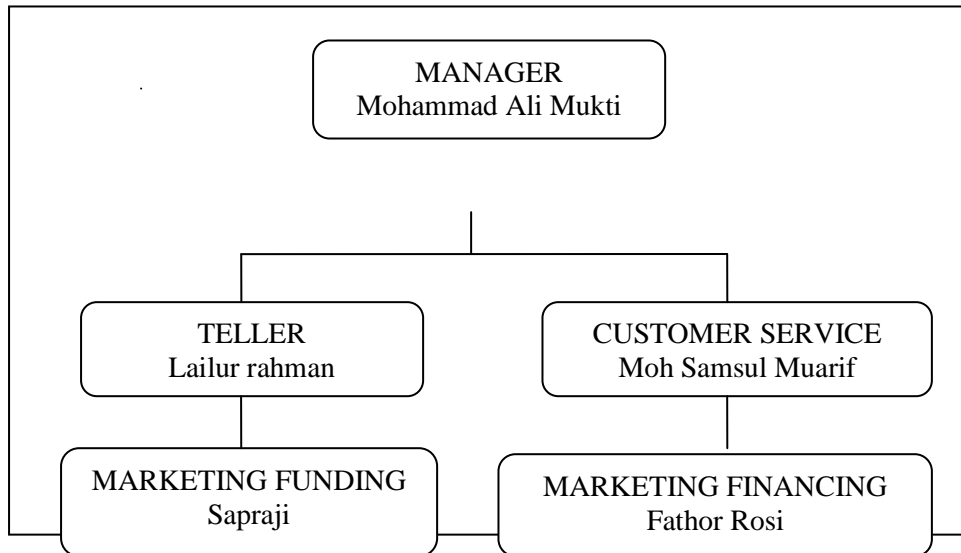 MANAGER
Mohammad Ali Mukti
TELLER
Lailur rahman
CUSTOMER SERVICE
Moh Samsul Muarif
MARKETING FUNDING
Sapraji
MARKETING FINANCING
Fathor Rosi